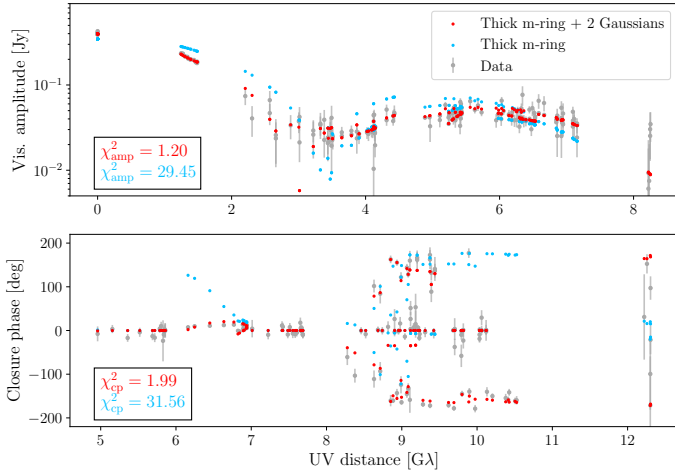 Vis. amplitude [Jy]
10⁻¹
10⁻²
Thick m-ring + 2 Gaussians
Thick m-ring
Data
χ²amp = 1.20
χ²amp = 29.45
0 2 4 6 8
Closure phase [deg]
200
100
0
−100
−200
χ²cp = 1.99
χ²cp = 31.56
5 6 7 8 9 10 11 12
UV distance [Gλ]